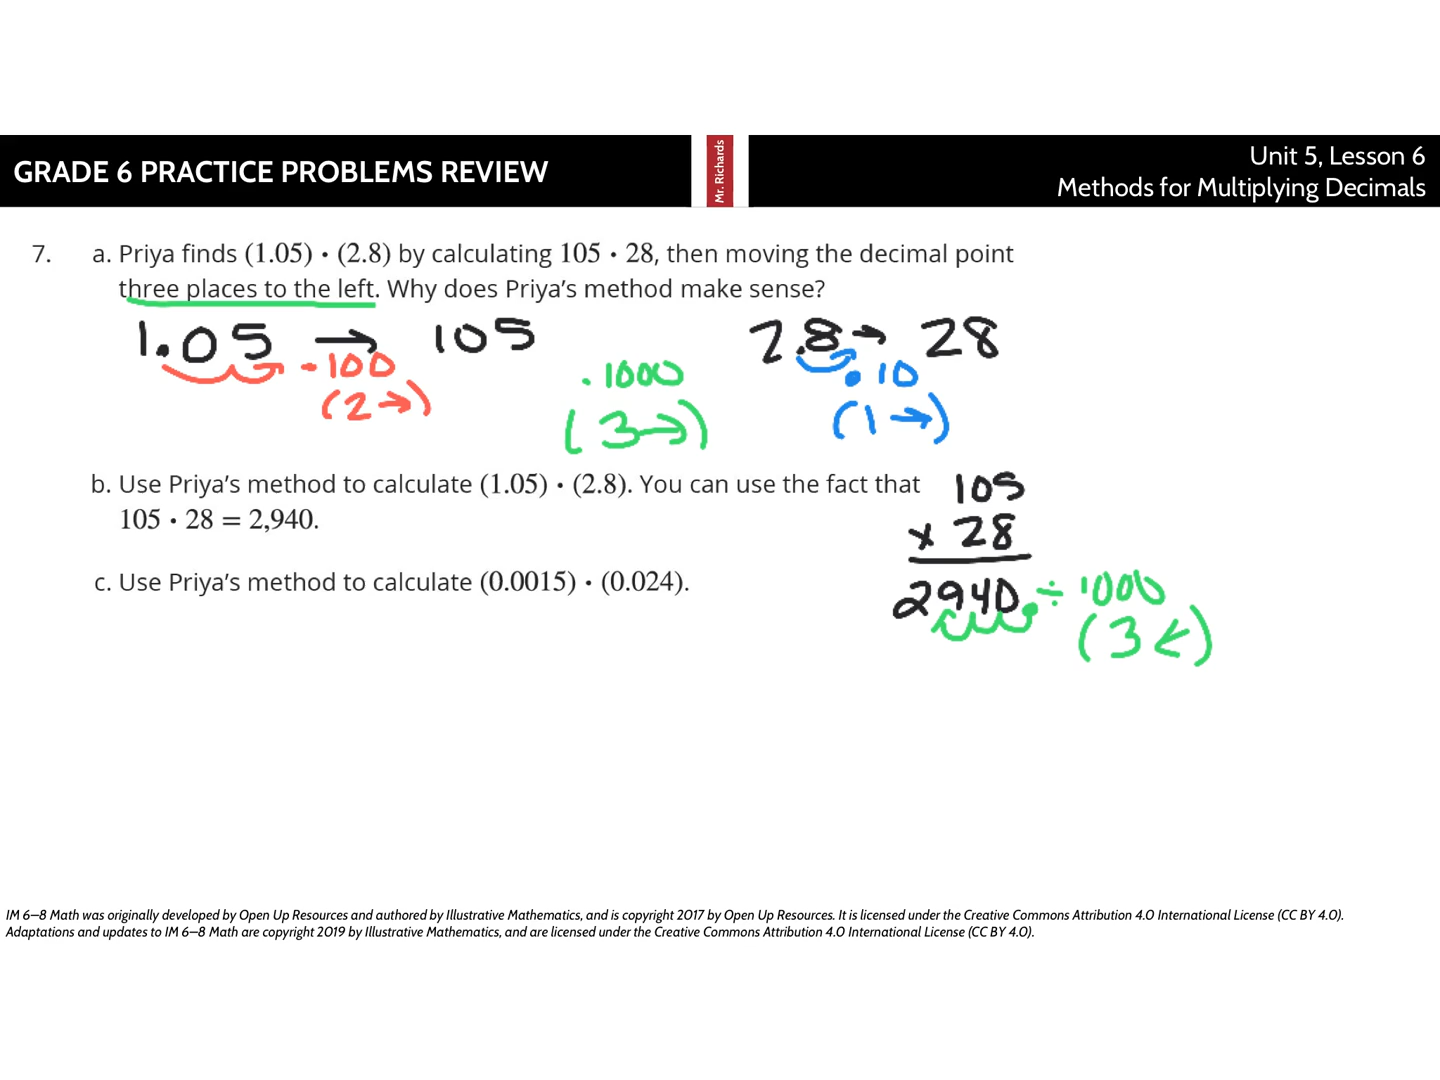 GRADE 6 PRACTICE PROBLEMS REVIEW
Mr. Richards
Unit 5, Lesson 6
Methods for Multiplying Decimals
7. a. Priya finds (1.05) · (2.8) by calculating 105 · 28, then moving the decimal point
three places to the left. Why does Priya's method make sense?
1.05 → 105 2.8 → 28
· 100 · 1000 · 10
(2→) (3→) (1→)
b. Use Priya's method to calculate (1.05) · (2.8). You can use the fact that
105 · 28 = 2,940.
105
x 28
c. Use Priya's method to calculate (0.0015) · (0.024).
2940. ÷ 1000
(3←)
IM 6–8 Math was originally developed by Open Up Resources and authored by Illustrative Mathematics, and is copyright 2017 by Open Up Resources. It is licensed under the Creative Commons Attribution 4.0 International License (CC BY 4.0).
Adaptations and updates to IM 6–8 Math are copyright 2019 by Illustrative Mathematics, and are licensed under the Creative Commons Attribution 4.0 International License (CC BY 4.0).